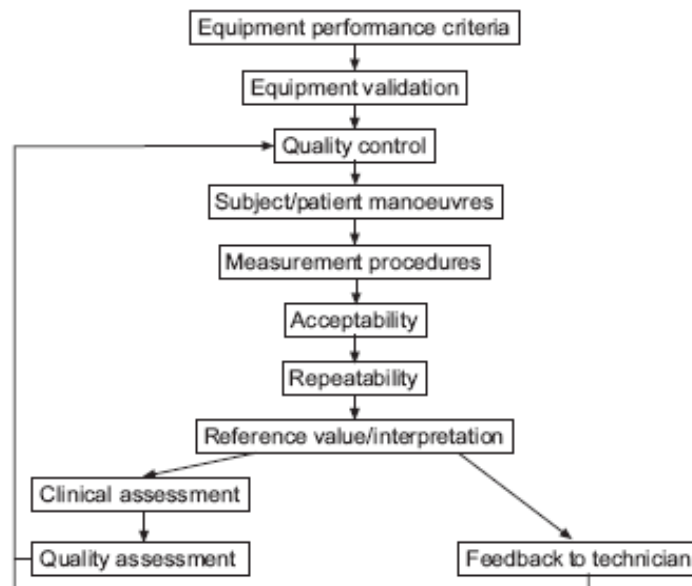 Equipment performance criteria
Equipment validation
Quality control
Subject/patient manoeuvres
Measurement procedures
Acceptability
Repeatability
Reference value/interpretation
Clinical assessment
Quality assessment
Feedback to technician